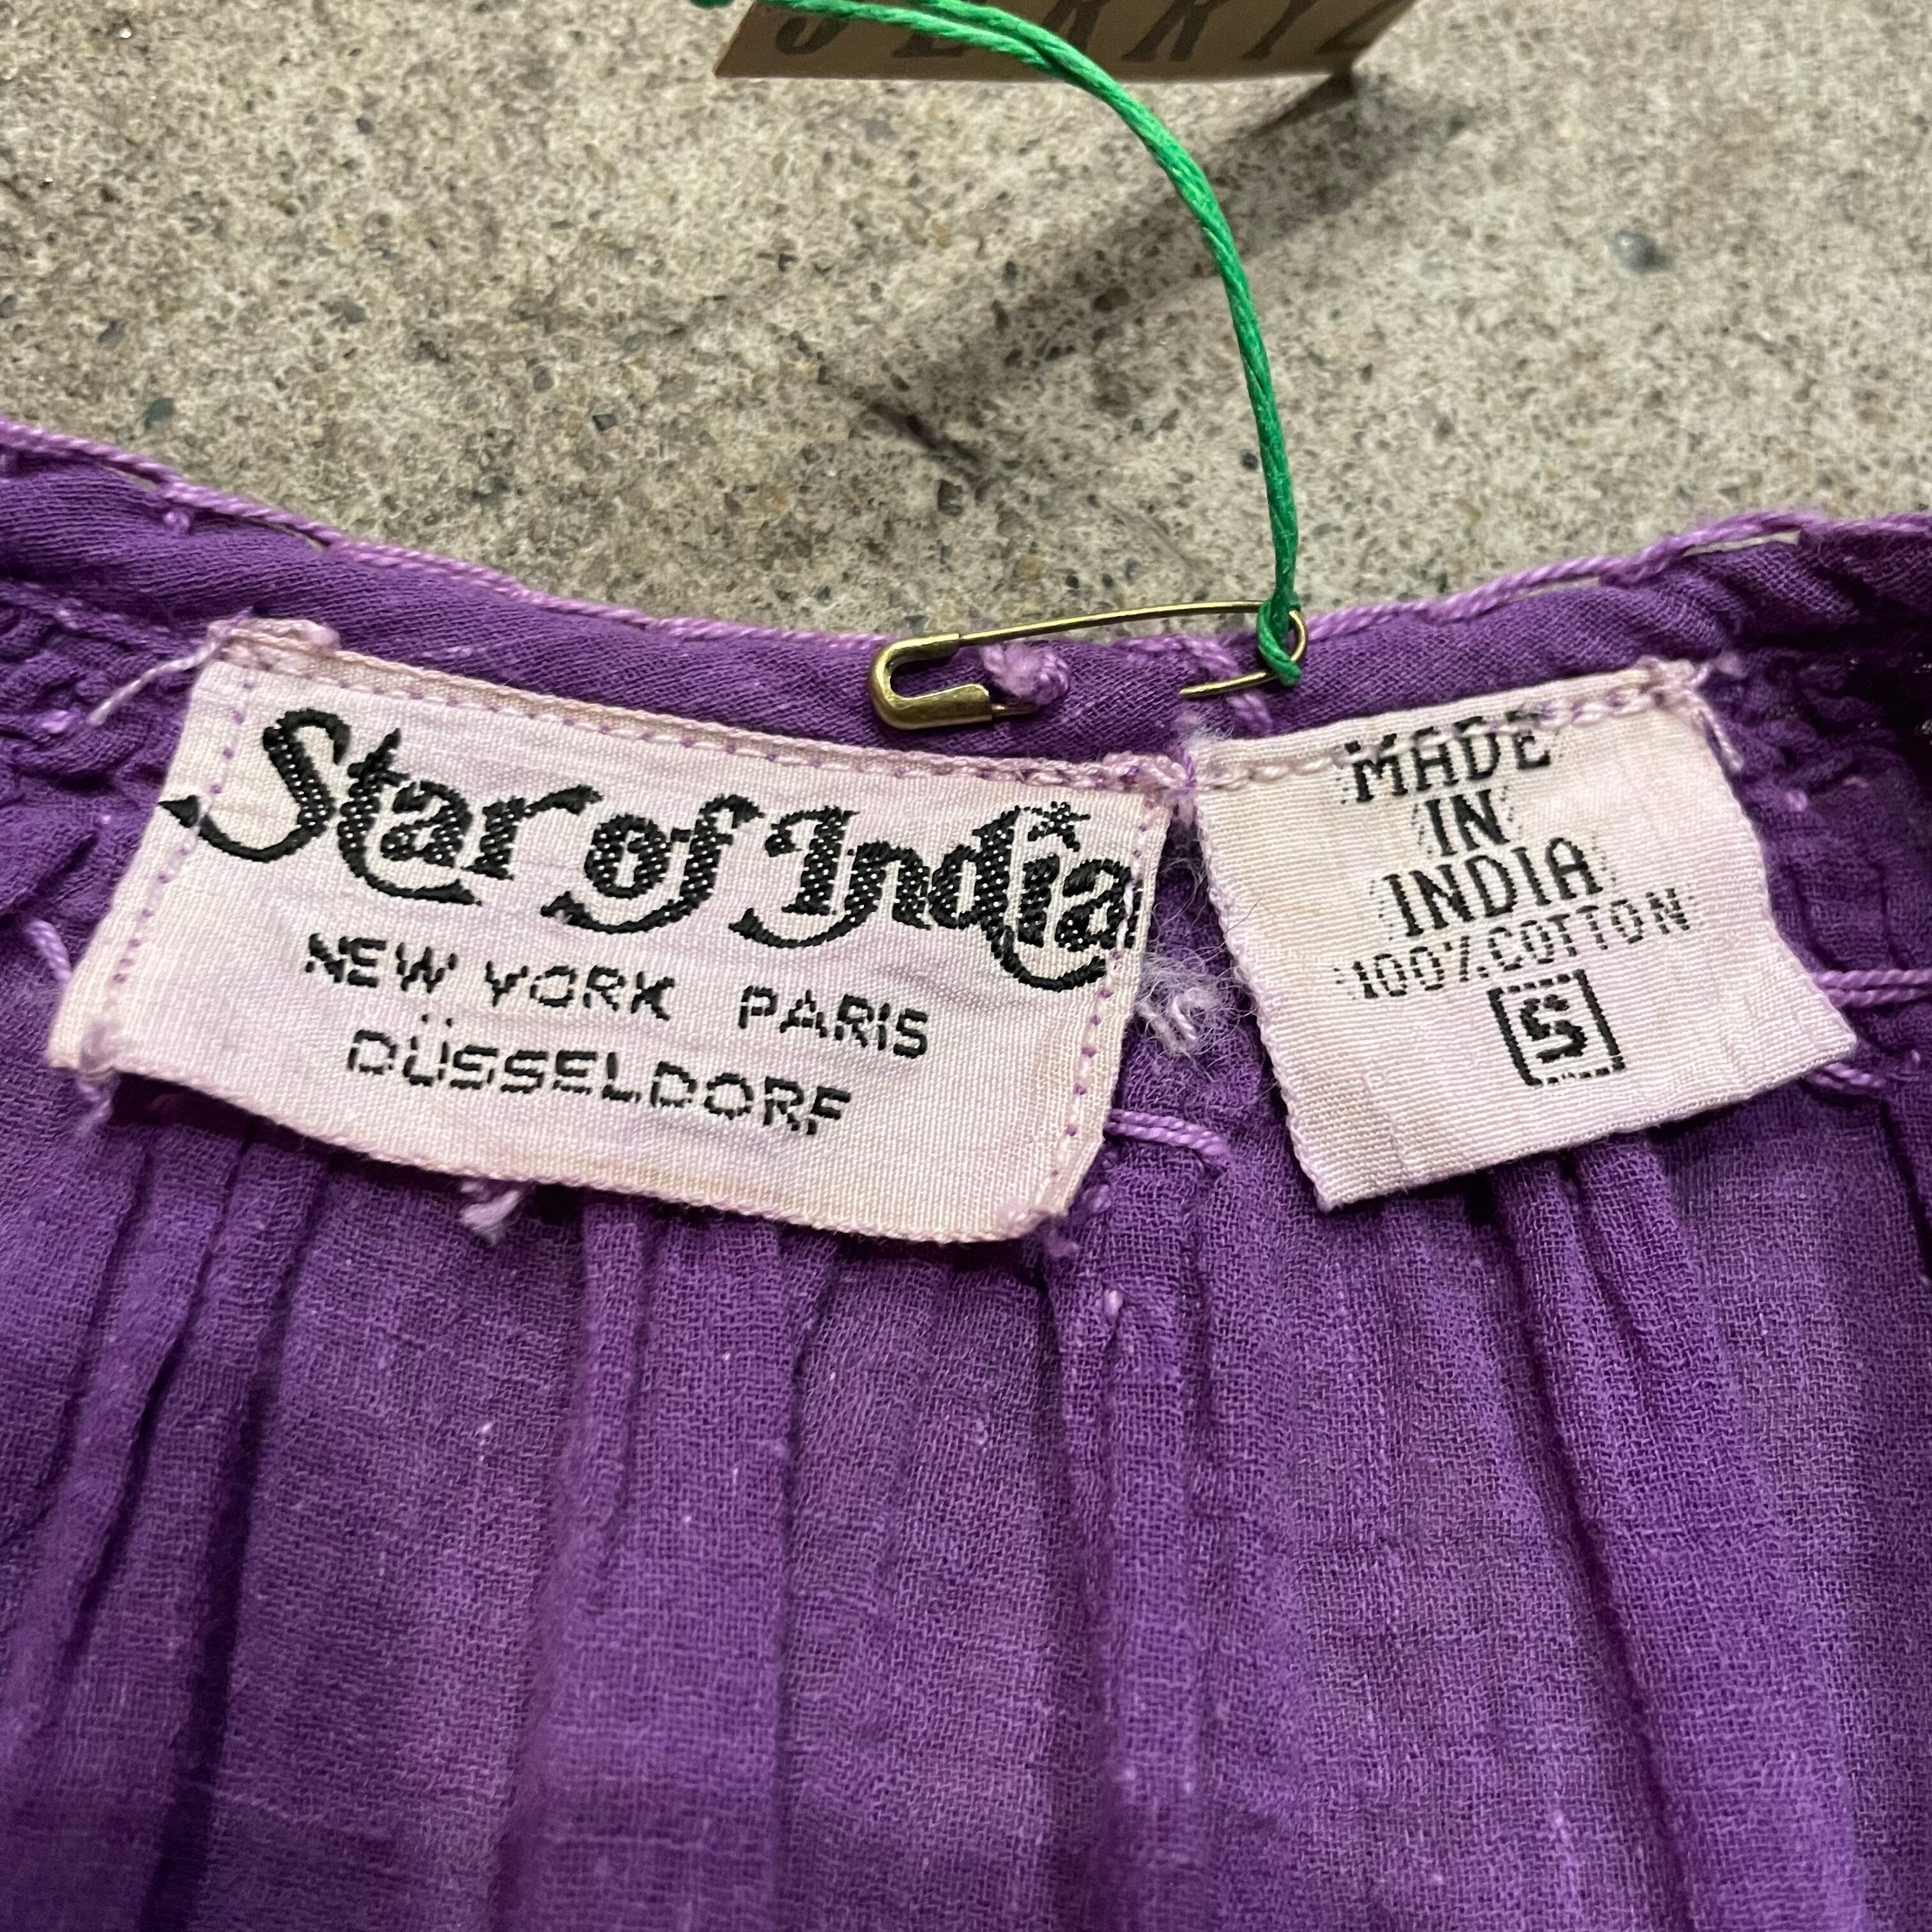 Star of India
NEW YORK PARIS
DÜSSELDORF
MADE
IN
INDIA
100% COTTON
S